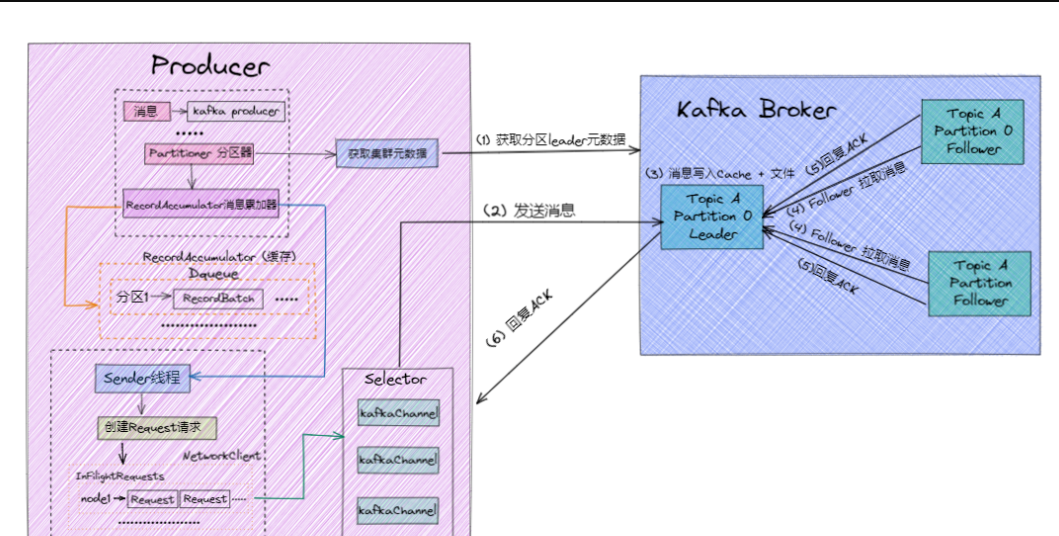 Producer
消息
kafka producer
•••••
Partitioner 分区器
获取集群元数据
RecordAccumulator消息累加器
RecordAccumulator (缓存)
Dqueue
分区1
RecordBatch
•••••
•••••••••••••••••••••
Sender线程
创建Request请求
NetworkClient
InFilghtRequests
node1
Request
Request
•••••
••••••••••••••••••
Selector
kafkaChannel
kafkaChannel
kafkaChannel
(1) 获取分区leader元数据
(2) 发送消息
(6) 回复ACK
Kafka Broker
(3) 消息写入Cache + 文件
Topic A
Partition 0
Leader
(5)回复ACK
(4) Follower 拉取消息
(4) Follower 拉取消息
(5)回复ACK
Topic A
Partition 0
Follower
Topic A
Partition
Follower